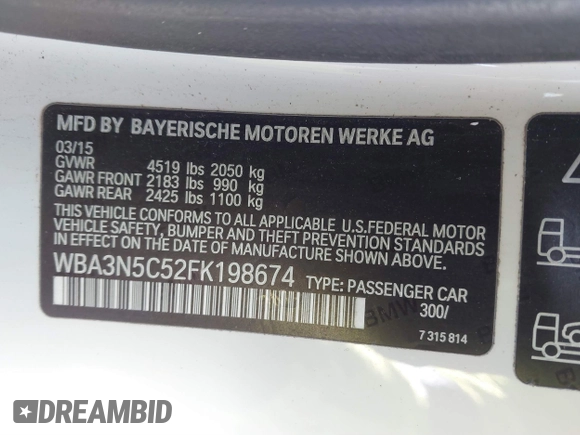 MFD BY BAYERISCHE MOTOREN WERKE AG
03/15
GVWR 4519 lbs 2050 kg
GAWR FRONT 2183 lbs 990 kg
GAWR REAR 2425 lbs 1100 kg
THIS VEHICLE CONFORMS TO ALL APPLICABLE U.S.FEDERAL MOTOR
VEHICLE SAFETY, BUMPER AND THEFT PREVENTION STANDARDS
IN EFFECT ON THE DATE OF MANUFACTURE SHOWN ABOVE.
WBA3N5C52FK198674 TYPE: PASSENGER CAR
300/
BMW
7 315 814
DREAMBID